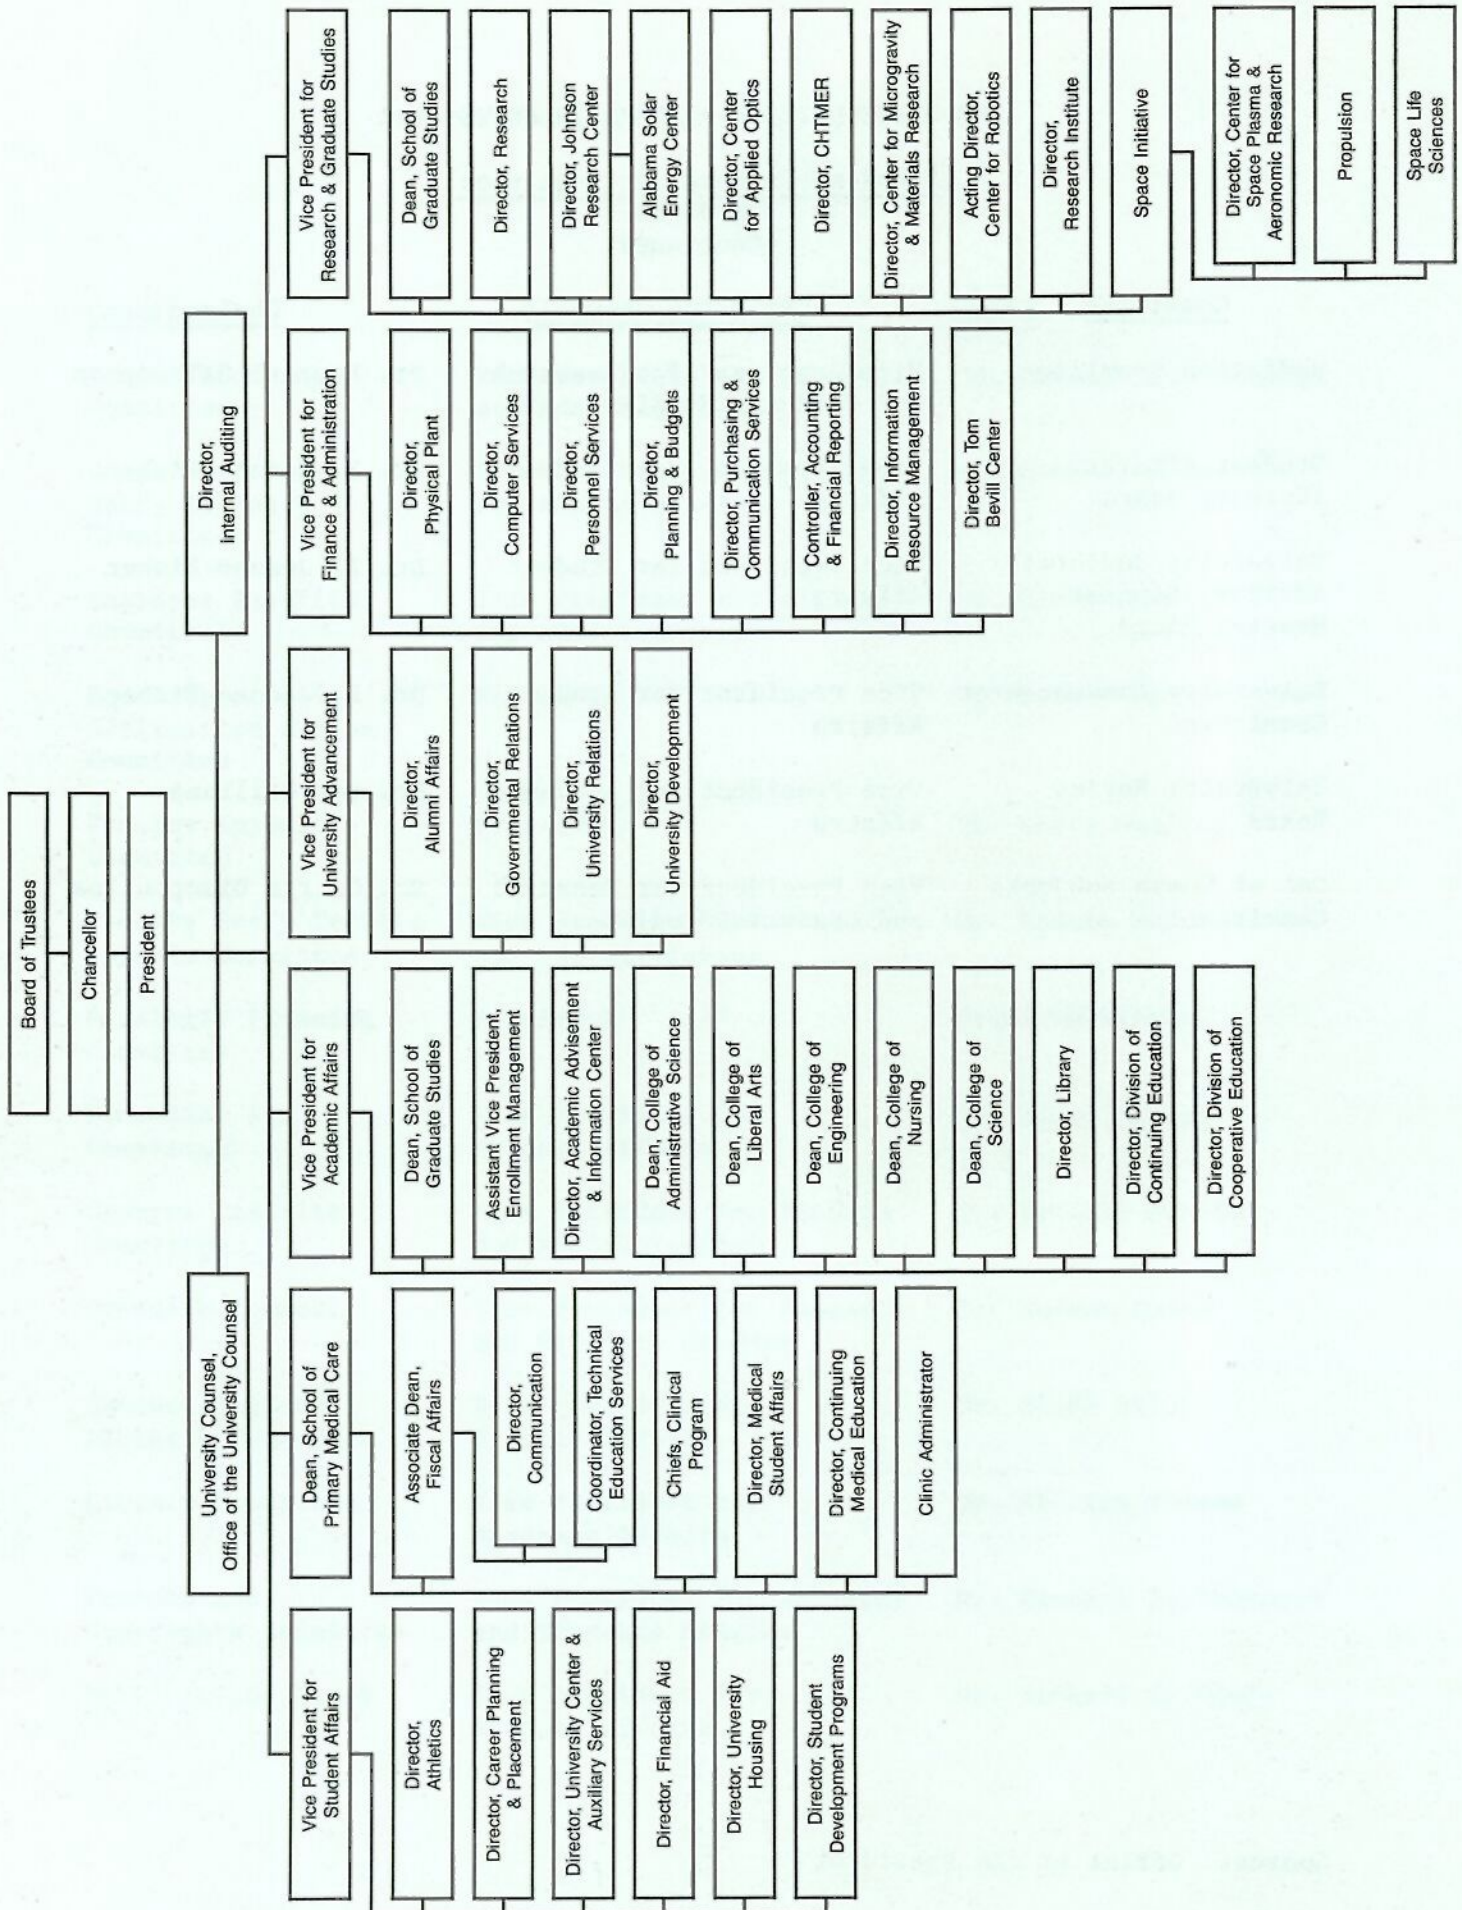 Board of Trustees
Chancellor
President
University Counsel,
Office of the University Counsel
Director,
Internal Auditing
Vice President for
Student Affairs
Director,
Athletics
Director, Career Planning
& Placement
Director, University Center &
Auxiliary Services
Director, Financial Aid
Director, University
Housing
Director, Student
Development Programs
Dean, School of
Primary Medical Care
Associate Dean,
Fiscal Affairs
Director,
Communication
Coordinator, Technical
Education Services
Chiefs, Clinical
Program
Director, Medical
Student Affairs
Director, Continuing
Medical Education
Clinic Administrator
Vice President for
Academic Affairs
Dean, School of
Graduate Studies
Assistant Vice President,
Enrollment Management
Director, Academic Advisement
& Information Center
Dean, College of
Administrative Science
Dean, College of
Liberal Arts
Dean, College of
Engineering
Dean, College of
Nursing
Dean, College of
Science
Director, Library
Director, Division of
Continuing Education
Director, Division of
Cooperative Education
Vice President for
University Advancement
Director,
Alumni Affairs
Director,
Governmental Relations
Director,
University Relations
Director,
University Development
Vice President for
Finance & Administration
Director,
Physical Plant
Director,
Computer Services
Director,
Personnel Services
Director,
Planning & Budgets
Director, Purchasing &
Communication Services
Controller, Accounting
& Financial Reporting
Director, Information
Resource Management
Director, Tom
Bevill Center
Vice President for
Research & Graduate Studies
Dean, School of
Graduate Studies
Director, Research
Director, Johnson
Research Center
Alabama Solar
Energy Center
Director, Center
for Applied Optics
Director, CHTMER
Director, Center for Microgravity
& Materials Research
Acting Director,
Center for Robotics
Director,
Research Institute
Space Initiative
Director, Center for
Space Plasma &
Aeronomic Research
Propulsion
Space Life
Sciences